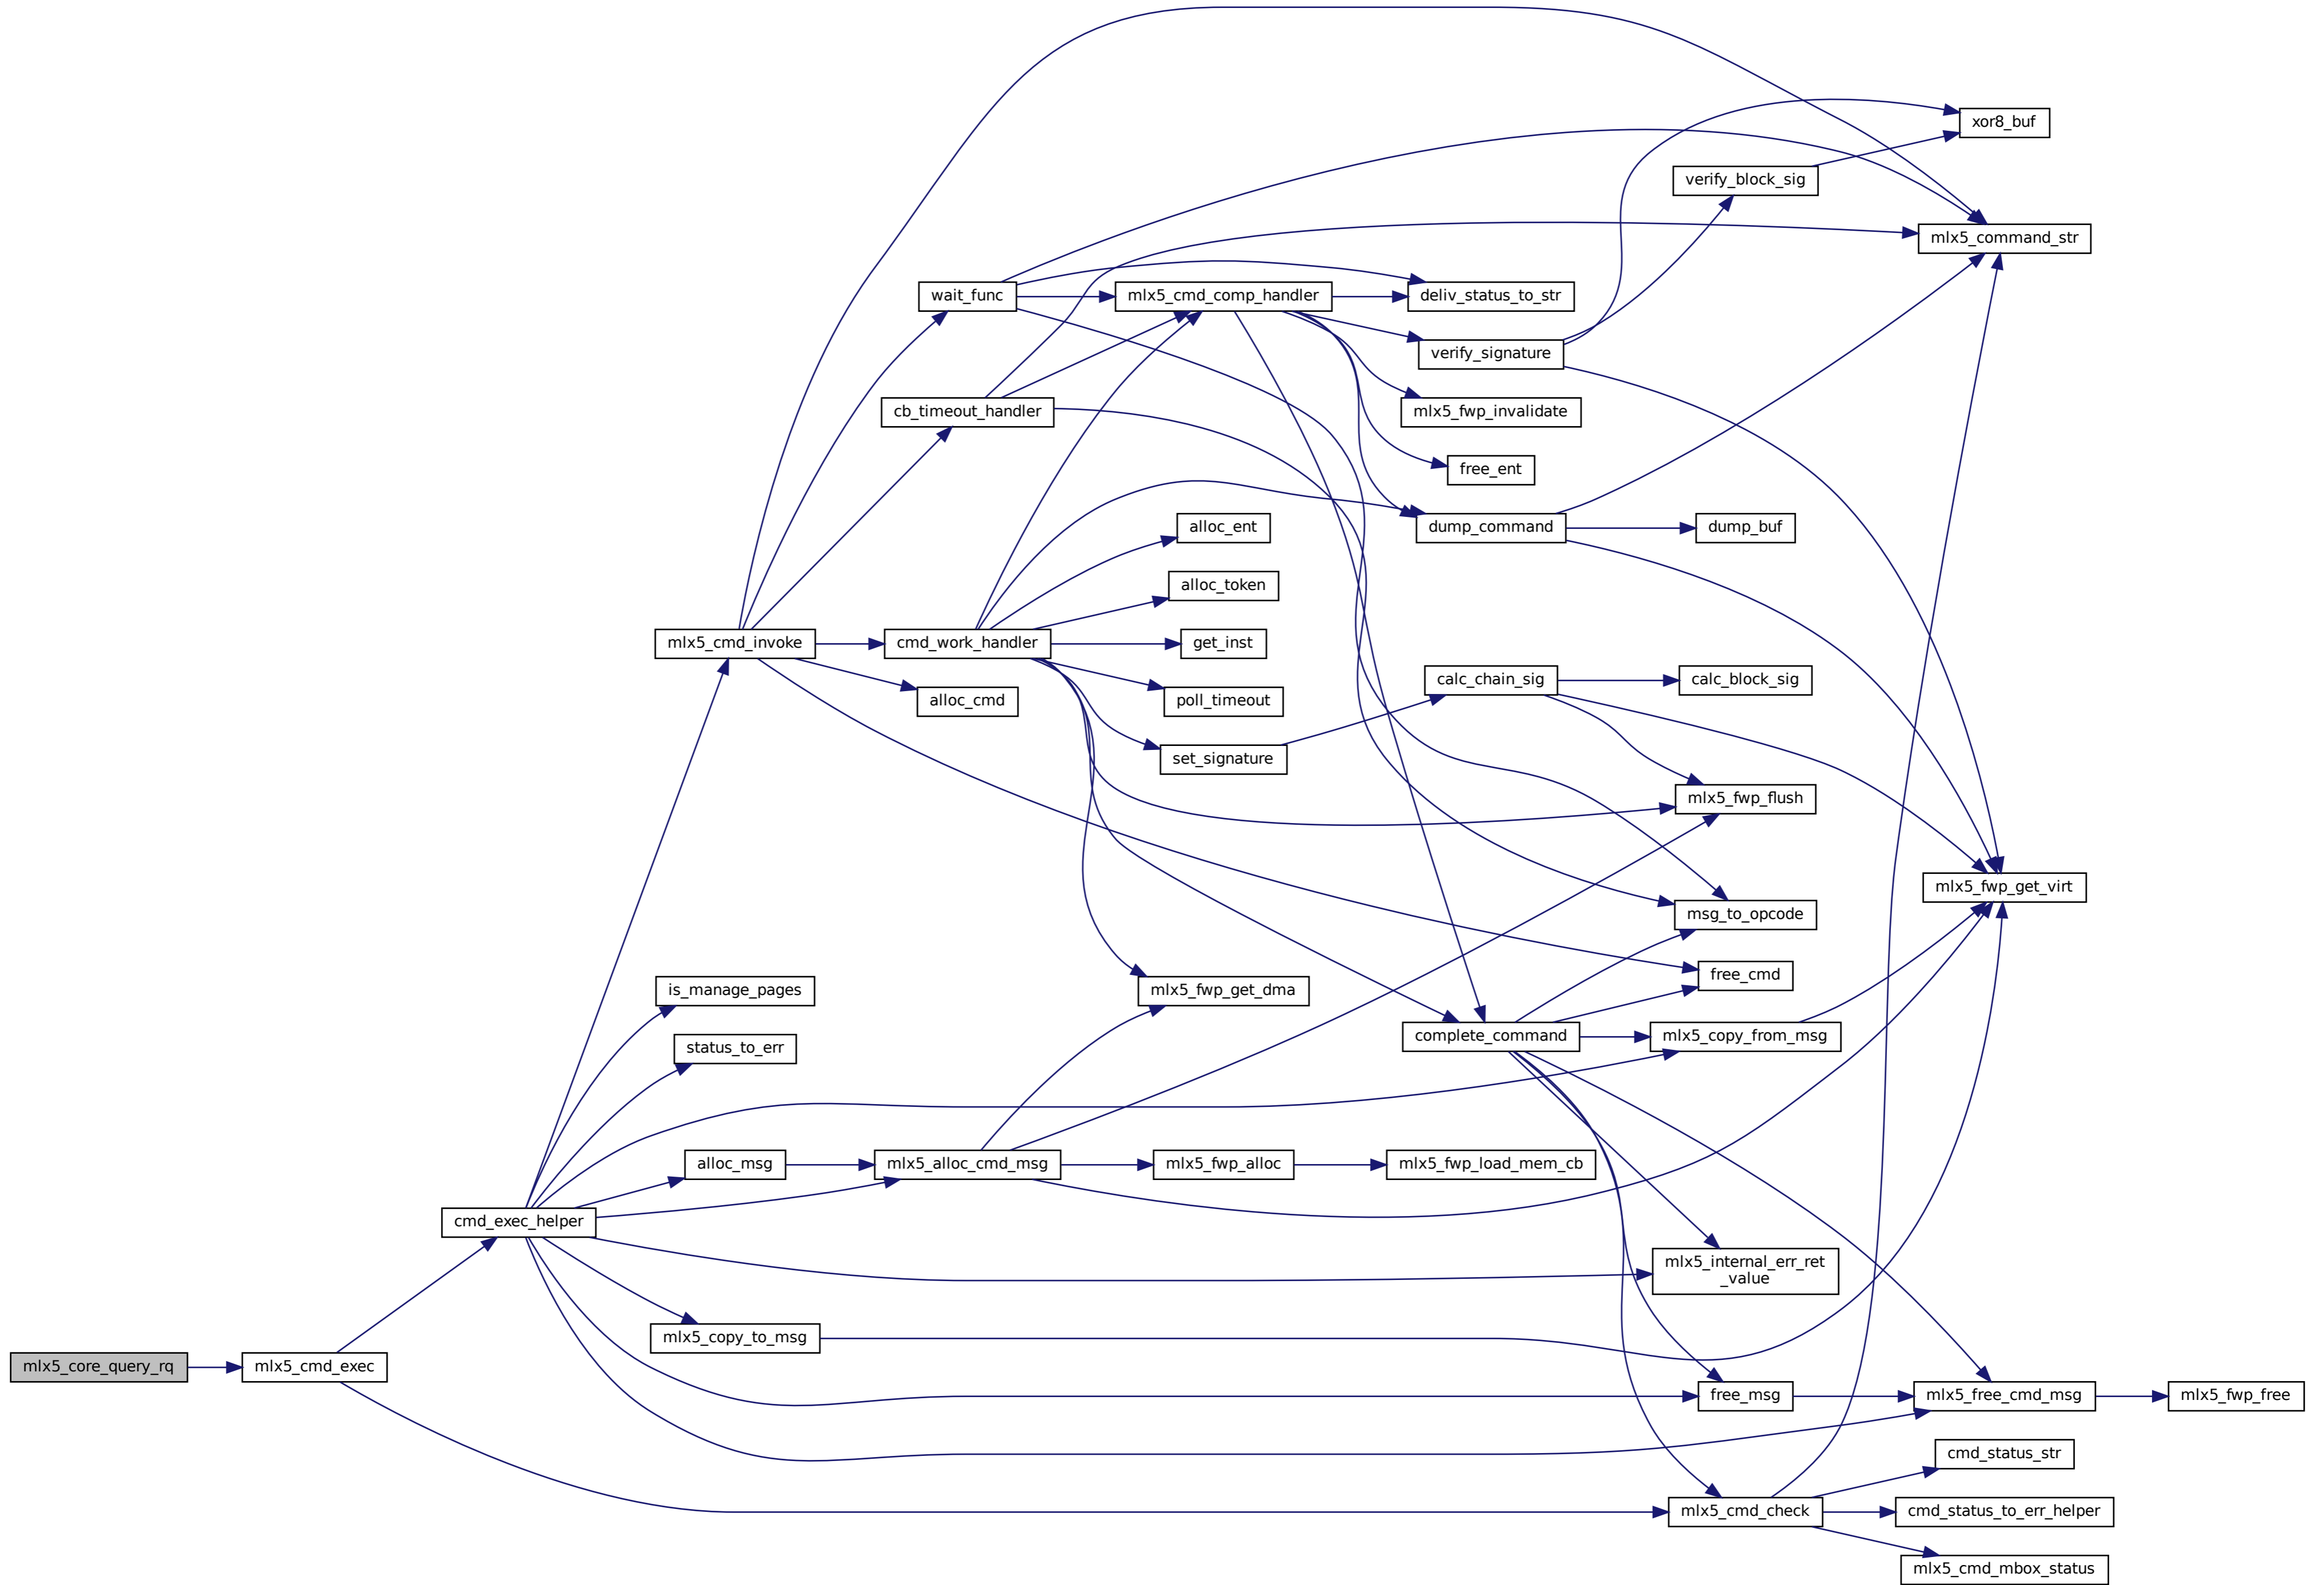 xor8_buf
verify_block_sig
mlx5_command_str
wait_func
mlx5_cmd_comp_handler
deliv_status_to_str
verify_signature
cb_timeout_handler
mlx5_fwp_invalidate
free_ent
alloc_ent
dump_command
dump_buf
alloc_token
mlx5_cmd_invoke
cmd_work_handler
get_inst
calc_chain_sig
calc_block_sig
alloc_cmd
poll_timeout
set_signature
mlx5_fwp_flush
mlx5_fwp_get_virt
msg_to_opcode
free_cmd
is_manage_pages
mlx5_fwp_get_dma
status_to_err
complete_command
mlx5_copy_from_msg
alloc_msg
mlx5_alloc_cmd_msg
mlx5_fwp_alloc
mlx5_fwp_load_mem_cb
cmd_exec_helper
mlx5_internal_err_ret
_value
mlx5_copy_to_msg
mlx5_core_query_rq
mlx5_cmd_exec
free_msg
mlx5_free_cmd_msg
mlx5_fwp_free
cmd_status_str
mlx5_cmd_check
cmd_status_to_err_helper
mlx5_cmd_mbox_status